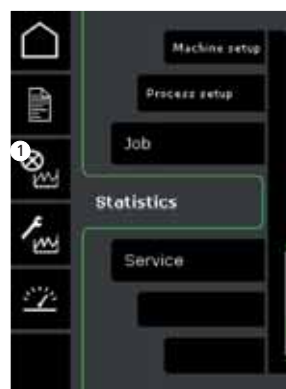 Machine setup
Process setup
Job
1
Statistics
Service